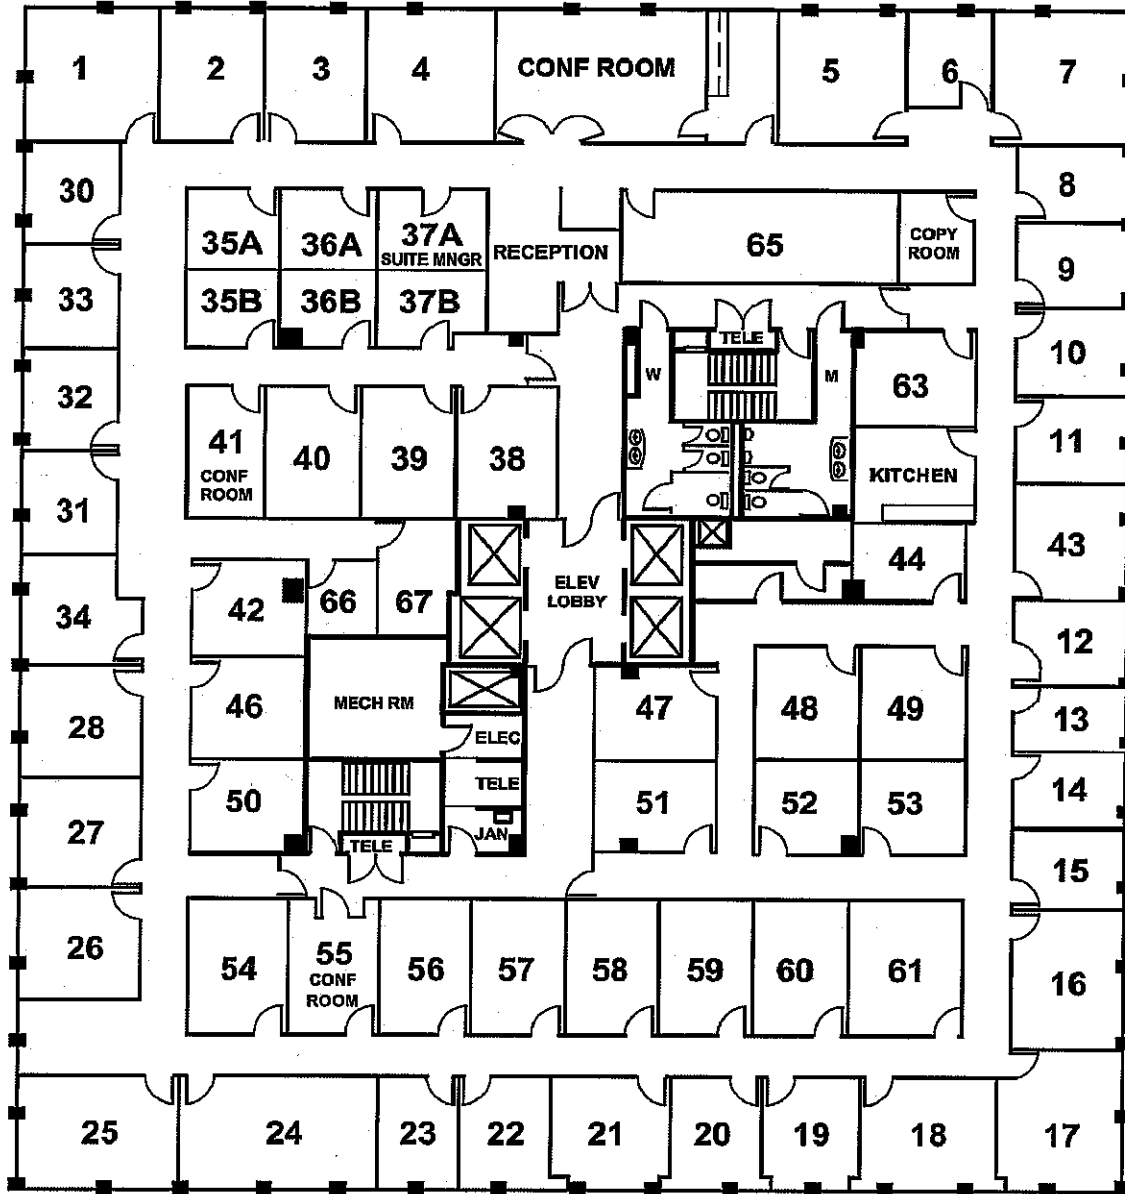 1
2
3
4
CONF ROOM
5
6
7
30
8
35A
36A
37A
SUITE MNGR
RECEPTION
65
COPY
ROOM
9
33
35B
36B
37B
TELE
10
32
W
M
63
41
CONF
ROOM
40
39
38
11
KITCHEN
31
43
44
ELEV
LOBBY
34
42
66
67
12
46
MECH RM
47
48
49
13
28
ELEC
TELE
14
50
51
52
53
27
TELE
JAN
15
26
54
55
CONF
ROOM
56
57
58
59
60
61
16
25
24
23
22
21
20
19
18
17